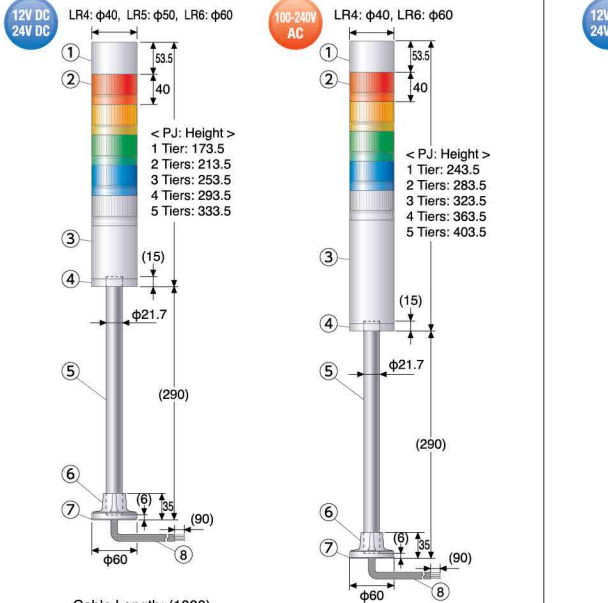 12V DC
24V DC
LR4: φ40, LR5: φ50, LR6: φ60
①
②
53.5
40
< PJ: Height >
1 Tier: 173.5
2 Tiers: 213.5
3 Tiers: 253.5
4 Tiers: 293.5
5 Tiers: 333.5
③
(15)
④
φ21.7
⑤
(290)
⑥
(6)
35
⑦
(90)
φ60
⑧
100-240V
AC
LR4: φ40, LR6: φ60
①
②
53.5
40
< PJ: Height >
1 Tier: 243.5
2 Tiers: 283.5
3 Tiers: 323.5
4 Tiers: 363.5
5 Tiers: 403.5
③
(15)
④
φ21.7
⑤
(290)
⑥
(6)
35
⑦
(90)
φ60
⑧